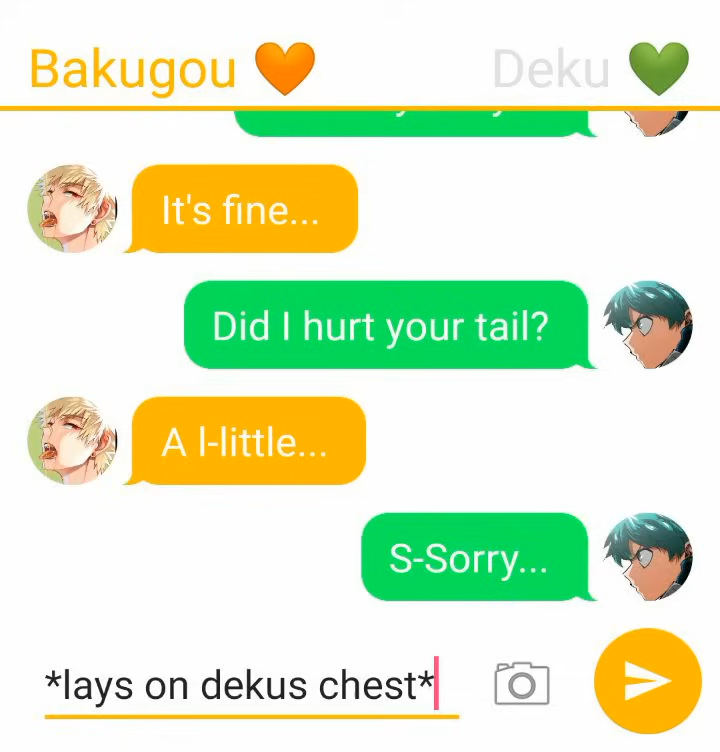 Bakugou 🧡 Deku 💚
It's fine...
Did I hurt your tail?
A l-little...
S-Sorry...
*lays on dekus chest*